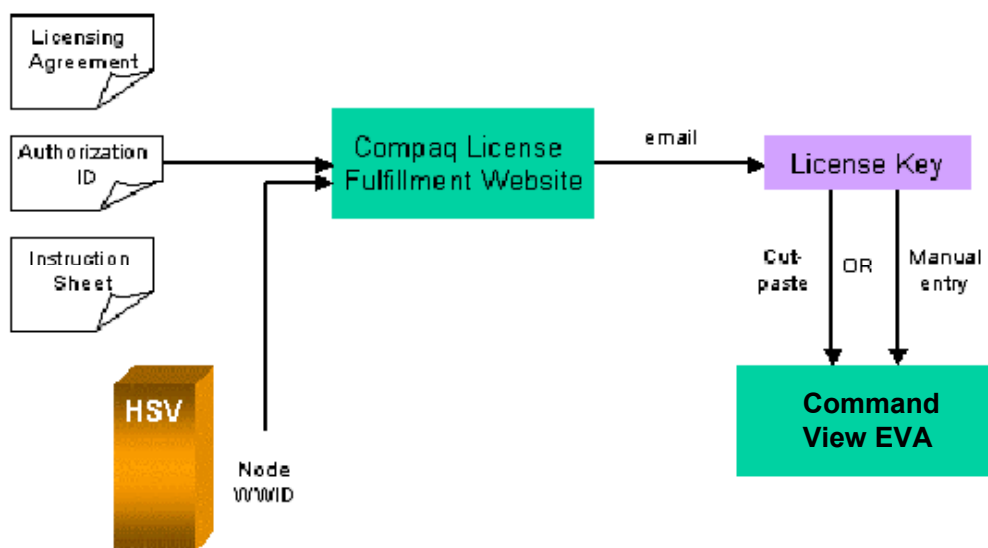 Licensing
Agreement
Authorization
ID
Instruction
Sheet
HSV
Node
WWID
Compaq License
Fulfillment Website
email
License Key
Cut-
paste
OR
Manual
entry
Command
View EVA